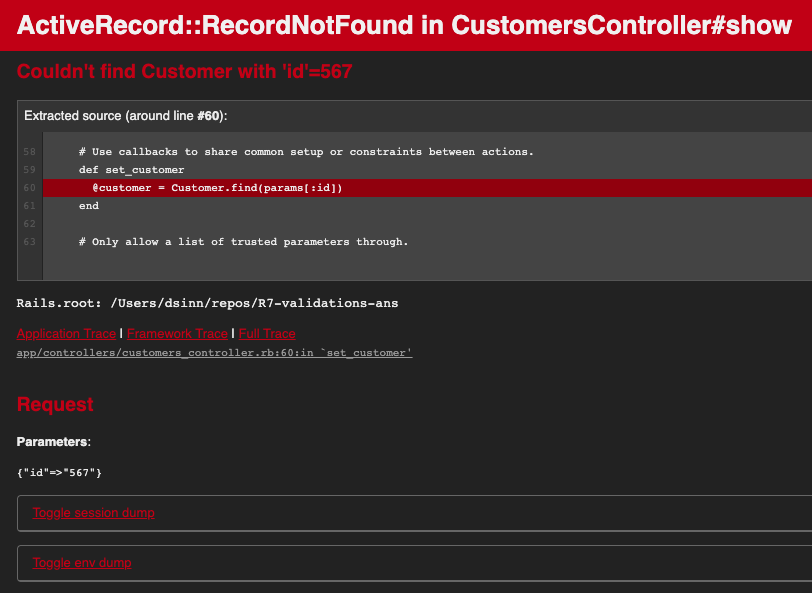 ActiveRecord::RecordNotFound in CustomersController#show
Couldn't find Customer with 'id'=567
Extracted source (around line #60):
58 # Use callbacks to share common setup or constraints between actions.
59 def set_customer
60 @customer = Customer.find(params[:id])
61 end
62
63 # Only allow a list of trusted parameters through.
Rails.root: /Users/dsinn/repos/R7-validations-ans
Application Trace | Framework Trace | Full Trace
app/controllers/customers_controller.rb:60:in `set_customer'
Request
Parameters:
{"id"=>"567"}
Toggle session dump
Toggle env dump